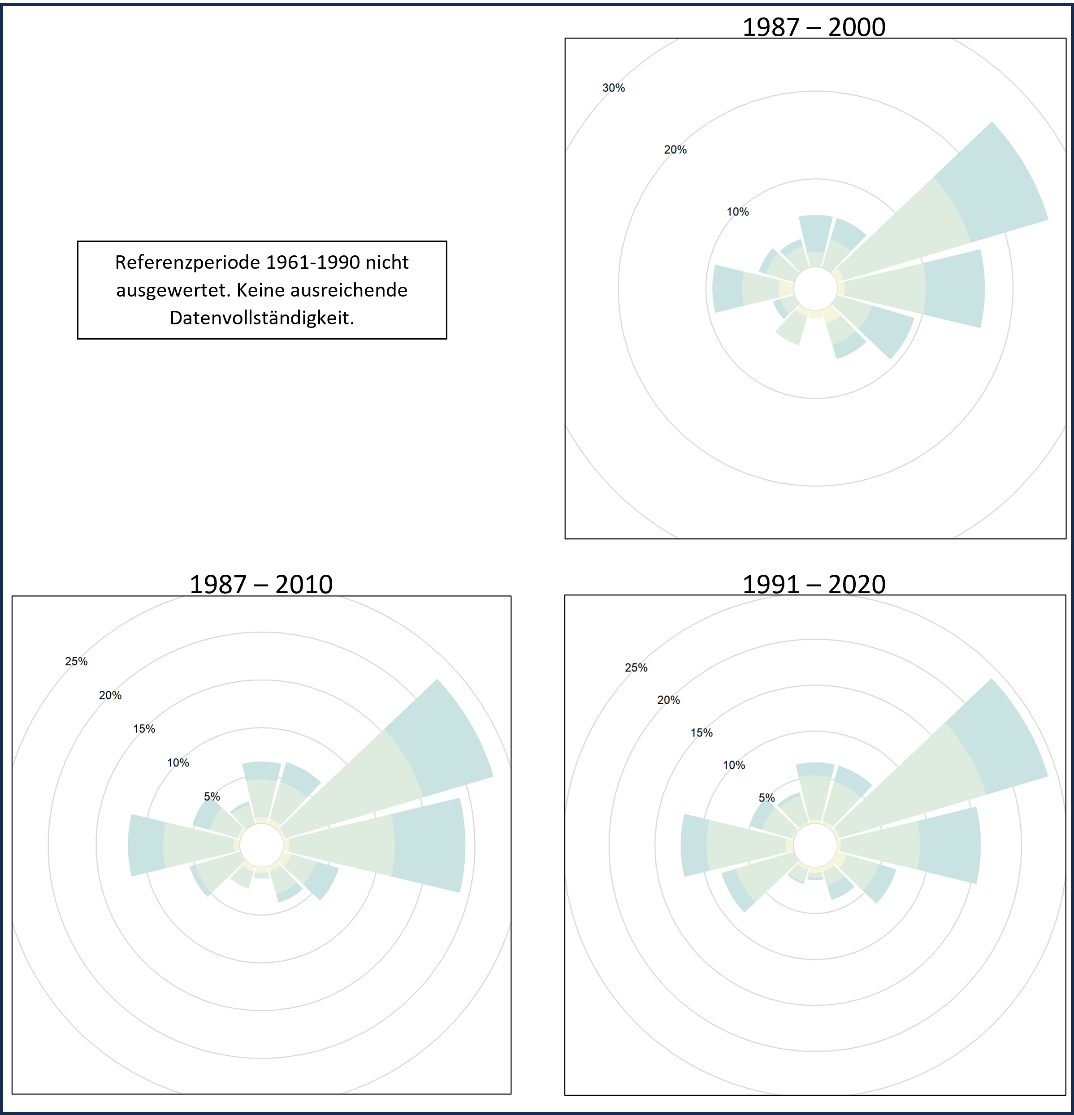 1987 – 2000
30%
20%
10%
Referenzperiode 1961-1990 nicht
ausgewertet. Keine ausreichende
Datenvollständigkeit.
1987 – 2010
25%
20%
15%
10%
5%
1991 – 2020
25%
20%
15%
10%
5%